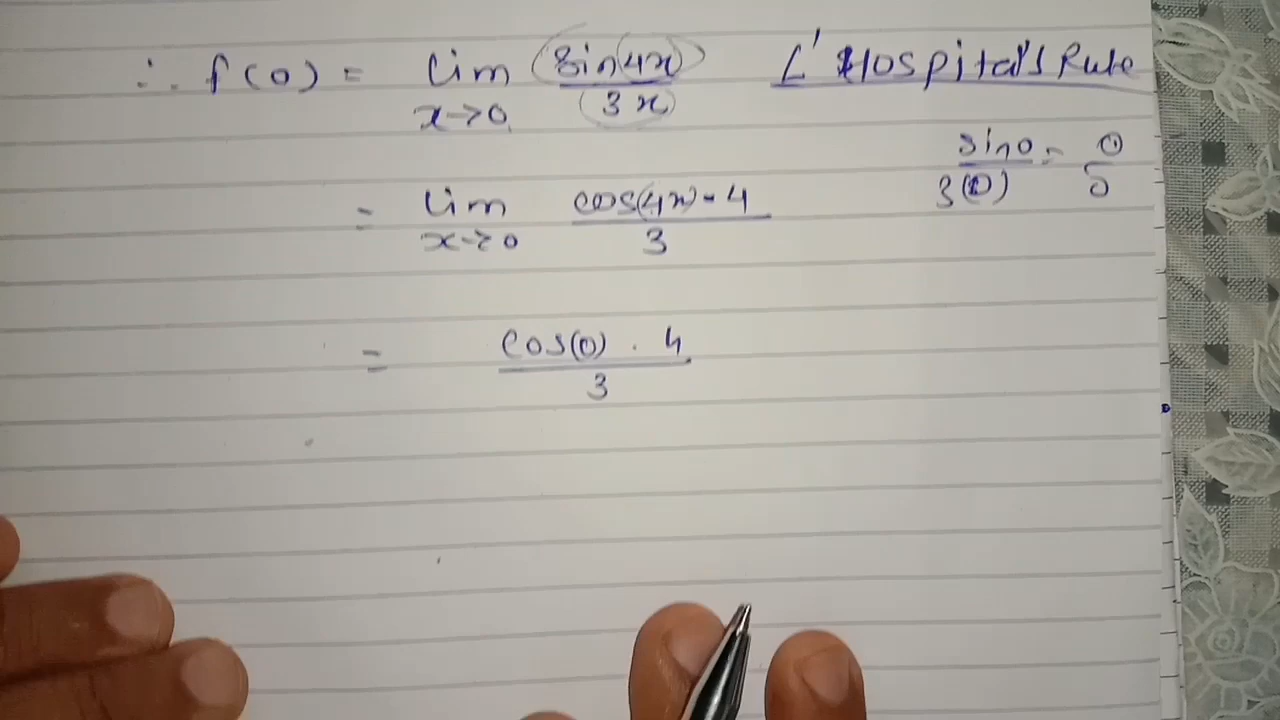 ∴ f(0) = lim x→0 sin(4x) / (3x) L'Hospital's Rule
sin0 / 3(0) = 0 / 0
= lim x→0 cos(4x) · 4 / 3
= cos(0) . 4 / 3